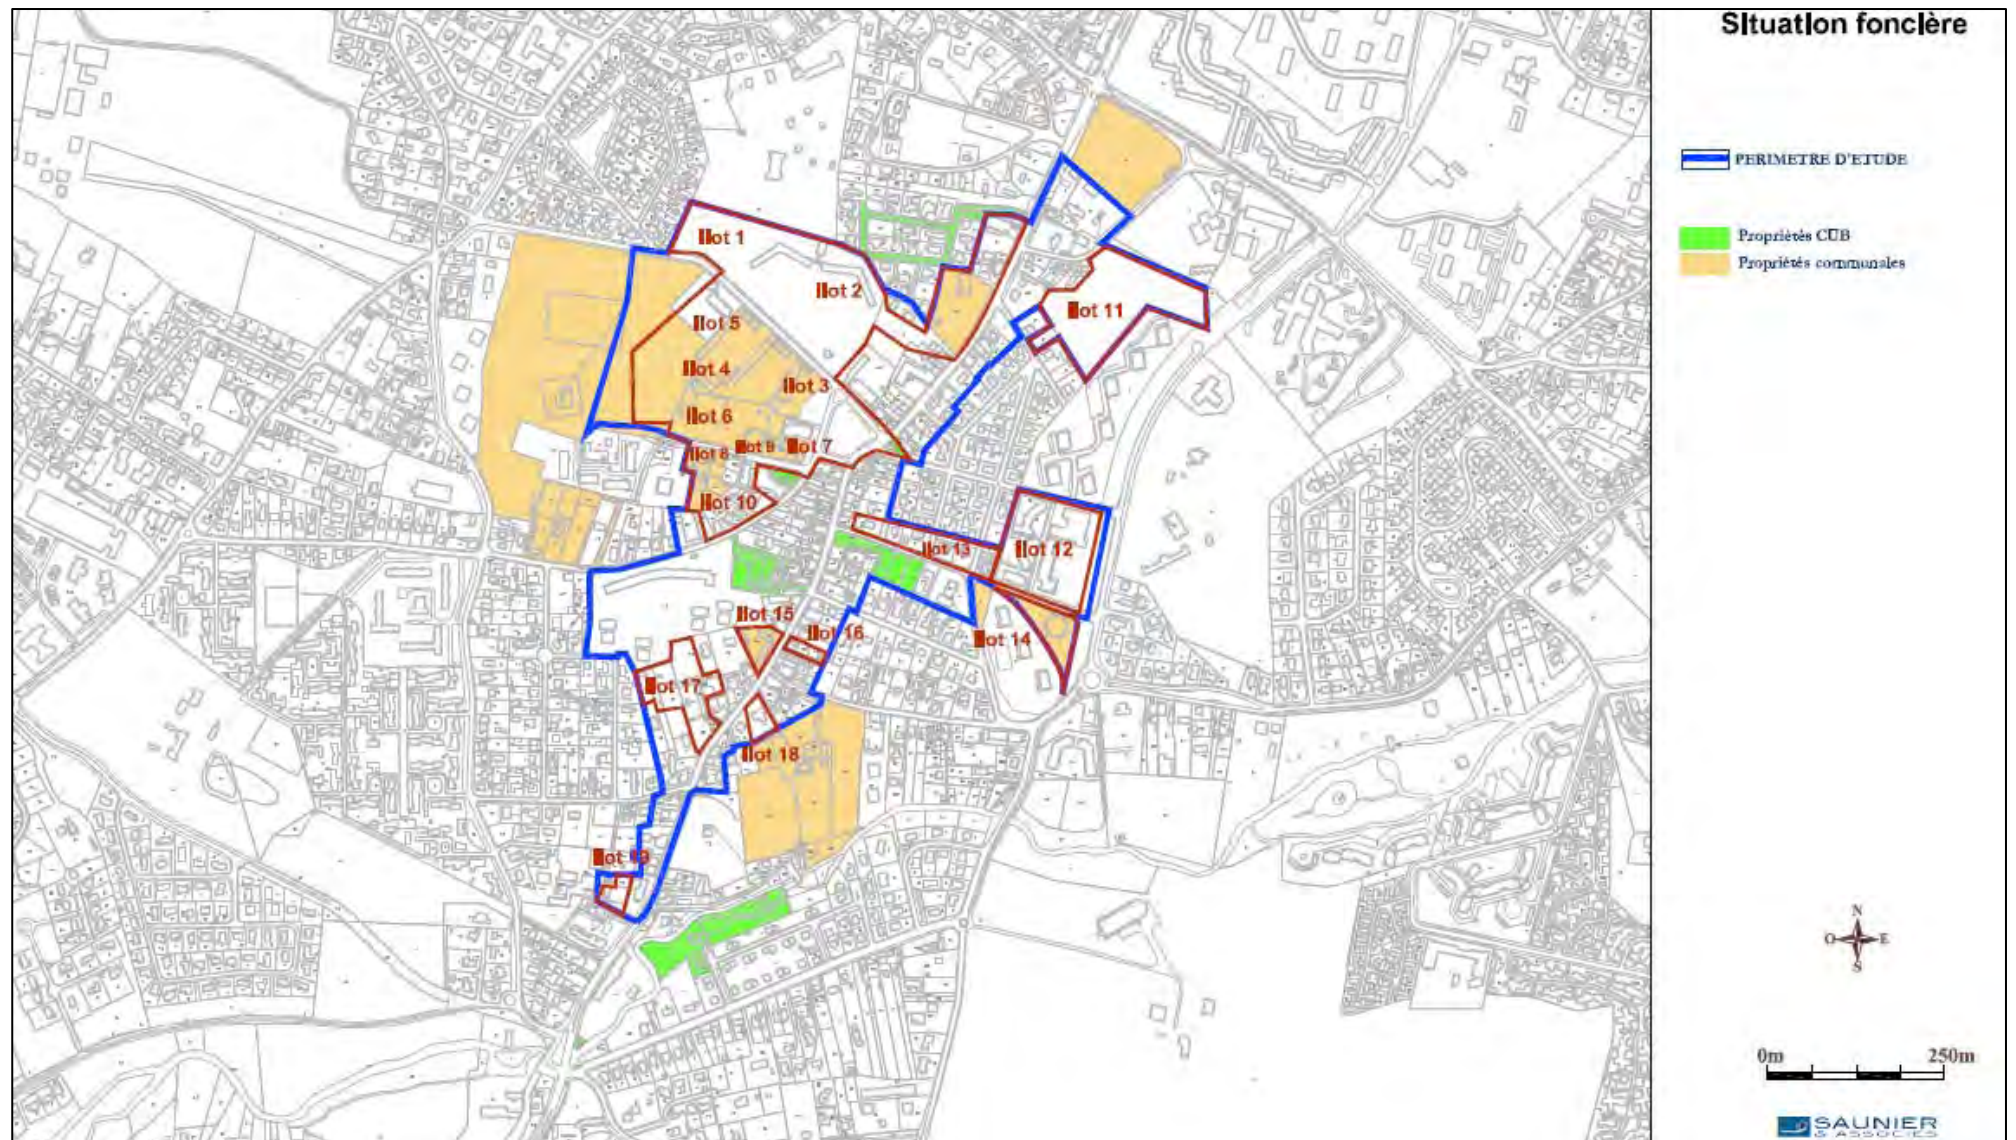 Situation foncière
PERIMETRE D'ETUDE
Propriétés CUB
Propriétés communales
Ilot 1
Ilot 2
Ilot 11
Ilot 5
Ilot 4
Ilot 3
Ilot 6
Ilot 8
Ilot 9
Ilot 7
Ilot 10
Ilot 13
Ilot 12
Ilot 15
Ilot 16
Ilot 14
Ilot 17
Ilot 18
Ilot 19
N
O
E
S
0m
250m
SAUNIER
& ASSOCIES